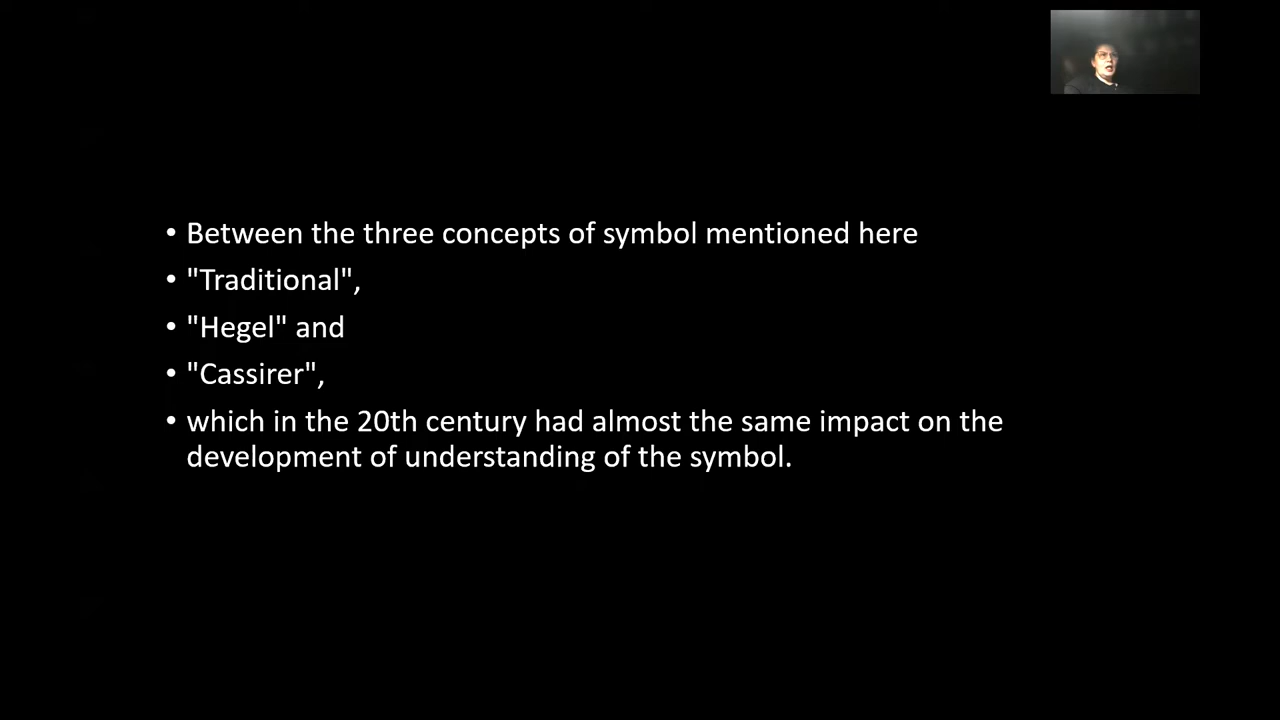 • Between the three concepts of symbol mentioned here
• "Traditional",
• "Hegel" and
• "Cassirer",
• which in the 20th century had almost the same impact on the
development of understanding of the symbol.